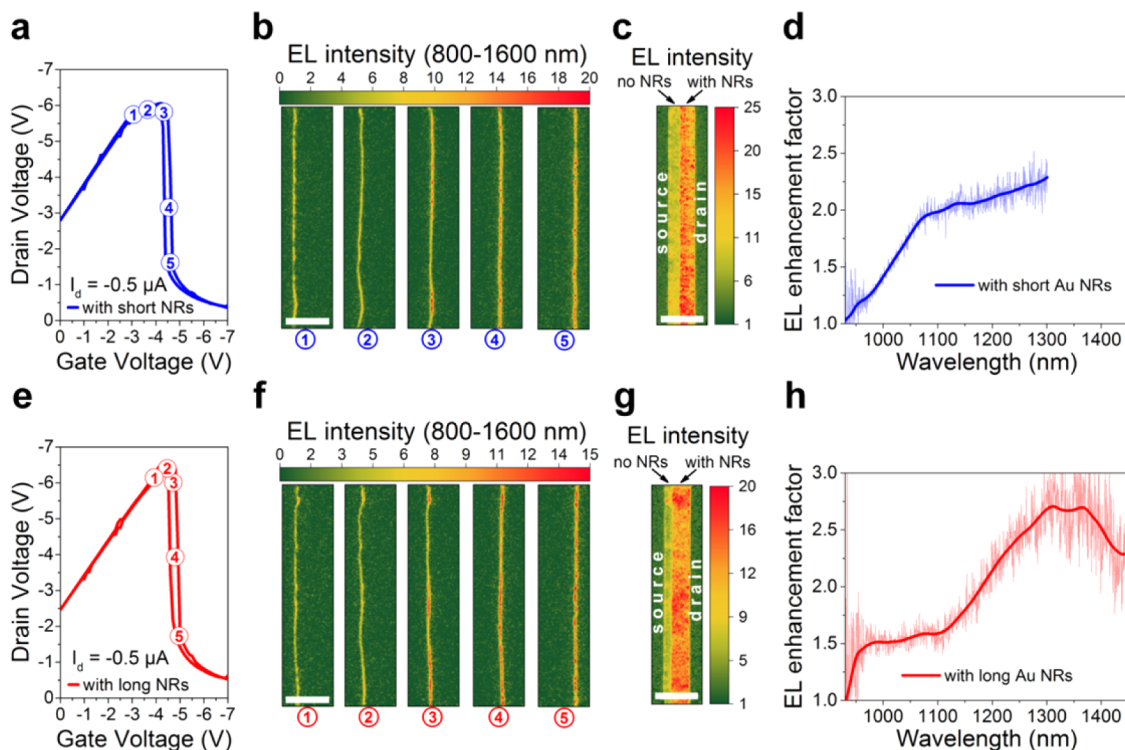 a
-7
-6
-5
-4
-3
-2
-1
0
Drain Voltage (V)
1 2 3
4
5
I_d = -0.5 µA
with short NRs
0 -1 -2 -3 -4 -5 -6 -7
Gate Voltage (V)
b
EL intensity (800-1600 nm)
0 2 4 6 8 10 12 14 16 18 20
1 2 3 4 5
c
EL intensity
no NRs with NRs
source
drain
25
21
17
13
9
5
1
d
3.0
2.5
2.0
1.5
1.0
EL enhancement factor
with short Au NRs
1000 1100 1200 1300 1400
Wavelength (nm)
e
-7
-6
-5
-4
-3
-2
-1
0
Drain Voltage (V)
1 2
3
4
5
I_d = -0.5 µA
with long NRs
0 -1 -2 -3 -4 -5 -6 -7
Gate Voltage (V)
f
EL intensity (800-1600 nm)
0 1 3 4 6 8 9 11 12 14 15
1 2 3 4 5
g
EL intensity
no NRs with NRs
source
drain
20
18
16
13
12
9
7
5
3
1
h
3.0
2.5
2.0
1.5
1.0
EL enhancement factor
with long Au NRs
1000 1100 1200 1300 1400
Wavelength (nm)